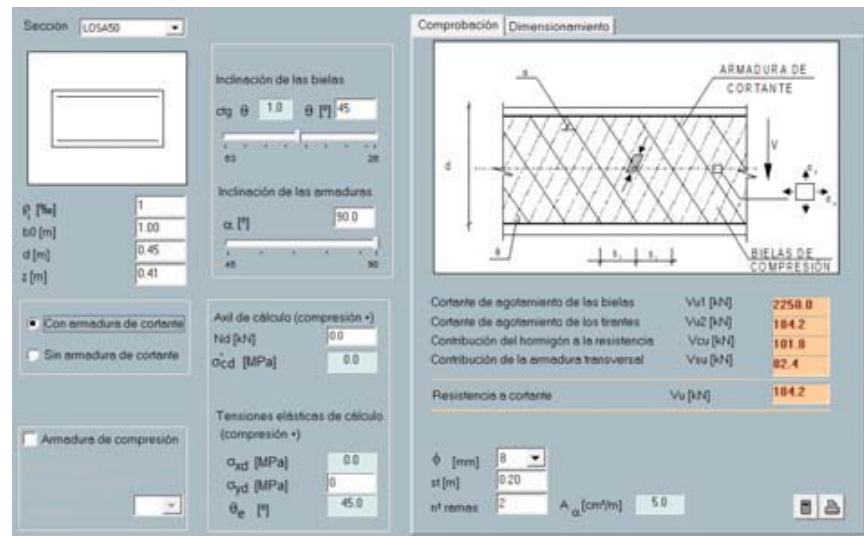 Sección LOSA50
ρl [‰] 1
b0 [m] 1.00
d [m] 0.45
z [m] 0.41
Con armadura de cortante
Sin armadura de cortante
Armadura de compresión
Inclinación de las bielas
ctg θ 1.0 θ [º] 45
63 28
Inclinación de las armaduras
α [º] 90.0
45 90
Axil de cálculo (compresión +)
Nd [kN] 0.0
σ'cd [MPa] 0.0
Tensiones elásticas de cálculo
(compresión +)
σxd [MPa] 0.0
σyd [MPa] 0
θe [º] 45.0
Comprobación Dimensionamiento
α
ARMADURA DE
CORTANTE
d
V
θ
st st
BIELAS DE
COMPRESIÓN
Cortante de agotamiento de las bielas Vu1 [kN] 2250.0
Cortante de agotamiento de los tirantes Vu2 [kN] 184.2
Contribución del hormigón a la resistencia Vcu [kN] 101.8
Contribución de la armadura transversal Vsu [kN] 82.4
Resistencia a cortante Vu [kN] 184.2
ϕ [mm] 8
st [m] 0.20
nº ramas 2 Aα [cm²/m] 5.0